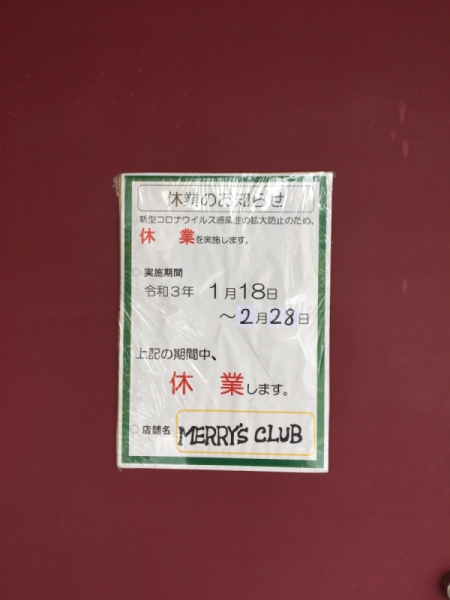 休業のお知らせ
新型コロナウイルス感染症の拡大防止のため、
休 業を実施します。
○ 実施期間
令和3年 1月18日
～2月28日
上記の期間中、
休 業します。
○ 店舗名 MERRY'S CLUB